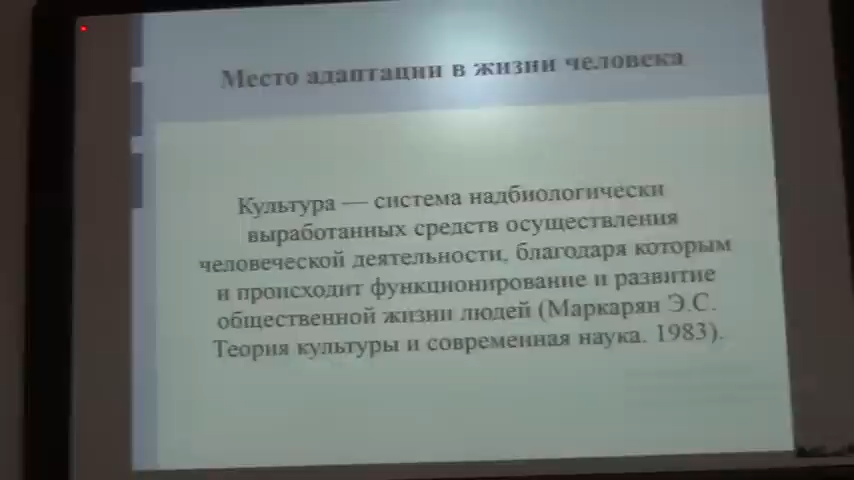 Место адаптации в жизни человека
Культура — система надбиологически
выработанных средств осуществления
человеческой деятельности, благодаря которым
и происходит функционирование и развитие
общественной жизни людей (Маркарян Э.С.
Теория культуры и современная наука. 1983).